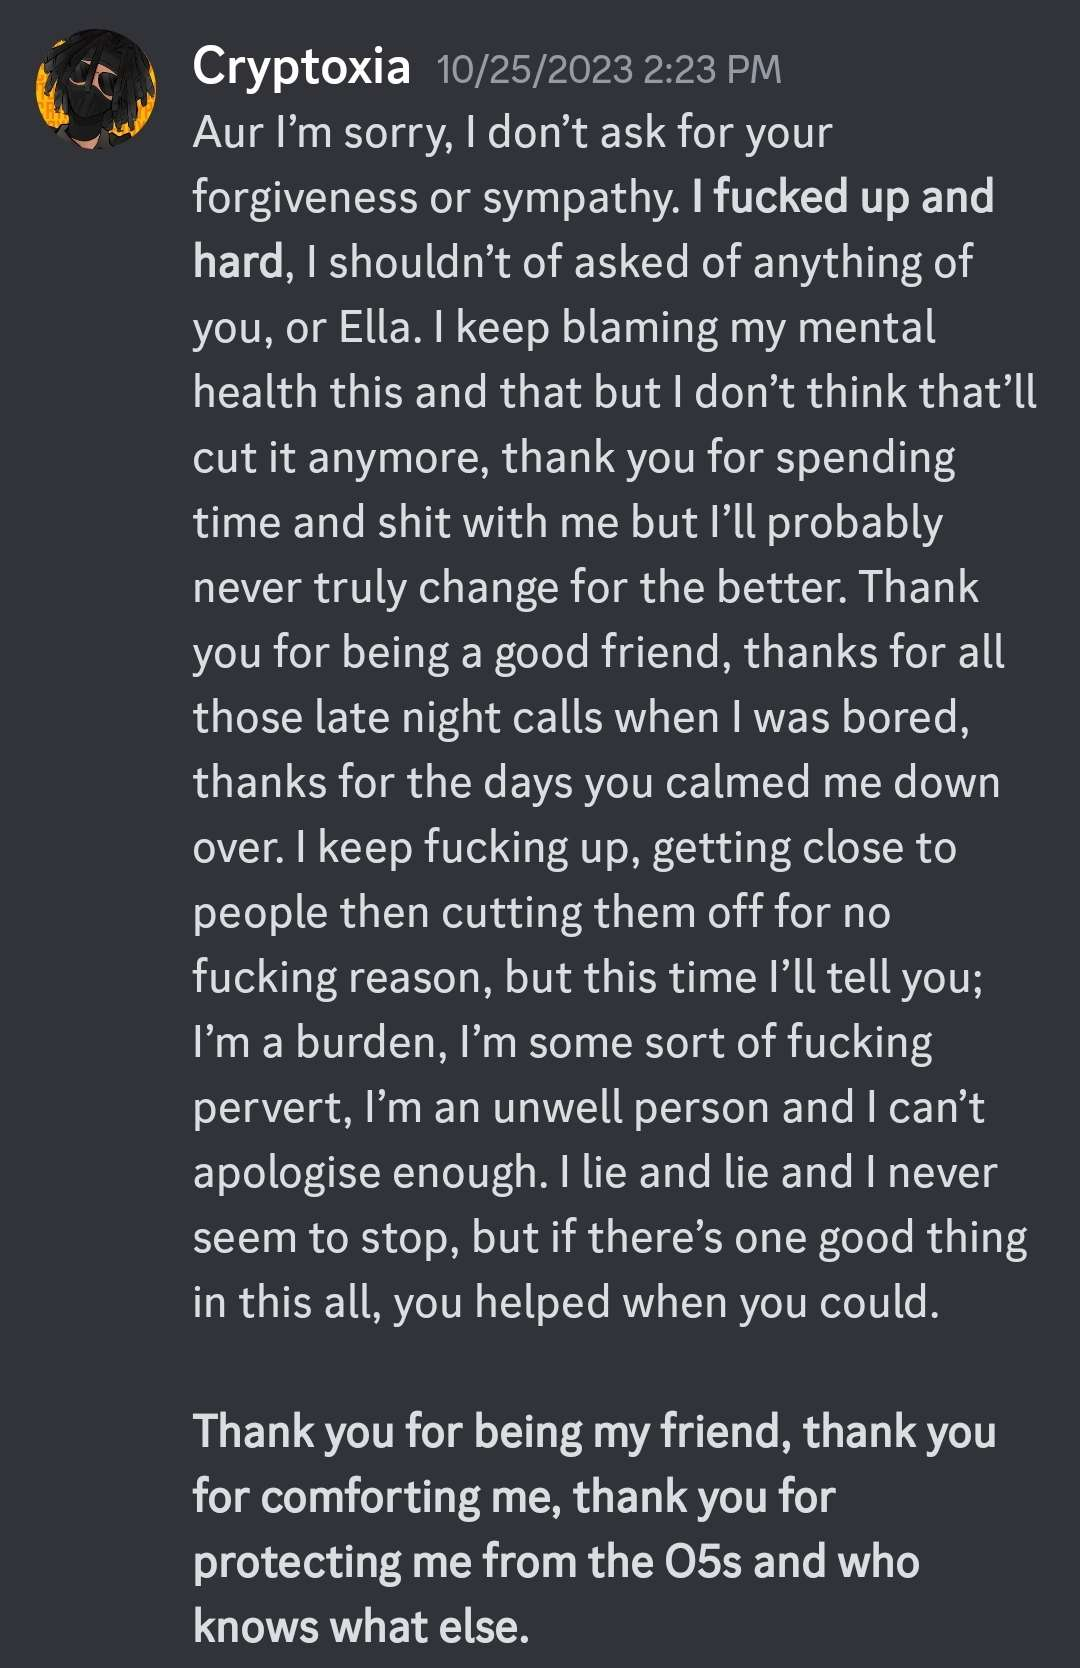 Cryptoxia 10/25/2023 2:23 PM
Aur I’m sorry, I don’t ask for your
forgiveness or sympathy. I fucked up and
hard, I shouldn’t of asked of anything of
you, or Ella. I keep blaming my mental
health this and that but I don’t think that’ll
cut it anymore, thank you for spending
time and shit with me but I’ll probably
never truly change for the better. Thank
you for being a good friend, thanks for all
those late night calls when I was bored,
thanks for the days you calmed me down
over. I keep fucking up, getting close to
people then cutting them off for no
fucking reason, but this time I’ll tell you;
I’m a burden, I’m some sort of fucking
pervert, I’m an unwell person and I can’t
apologise enough. I lie and lie and I never
seem to stop, but if there’s one good thing
in this all, you helped when you could.
Thank you for being my friend, thank you
for comforting me, thank you for
protecting me from the O5s and who
knows what else.